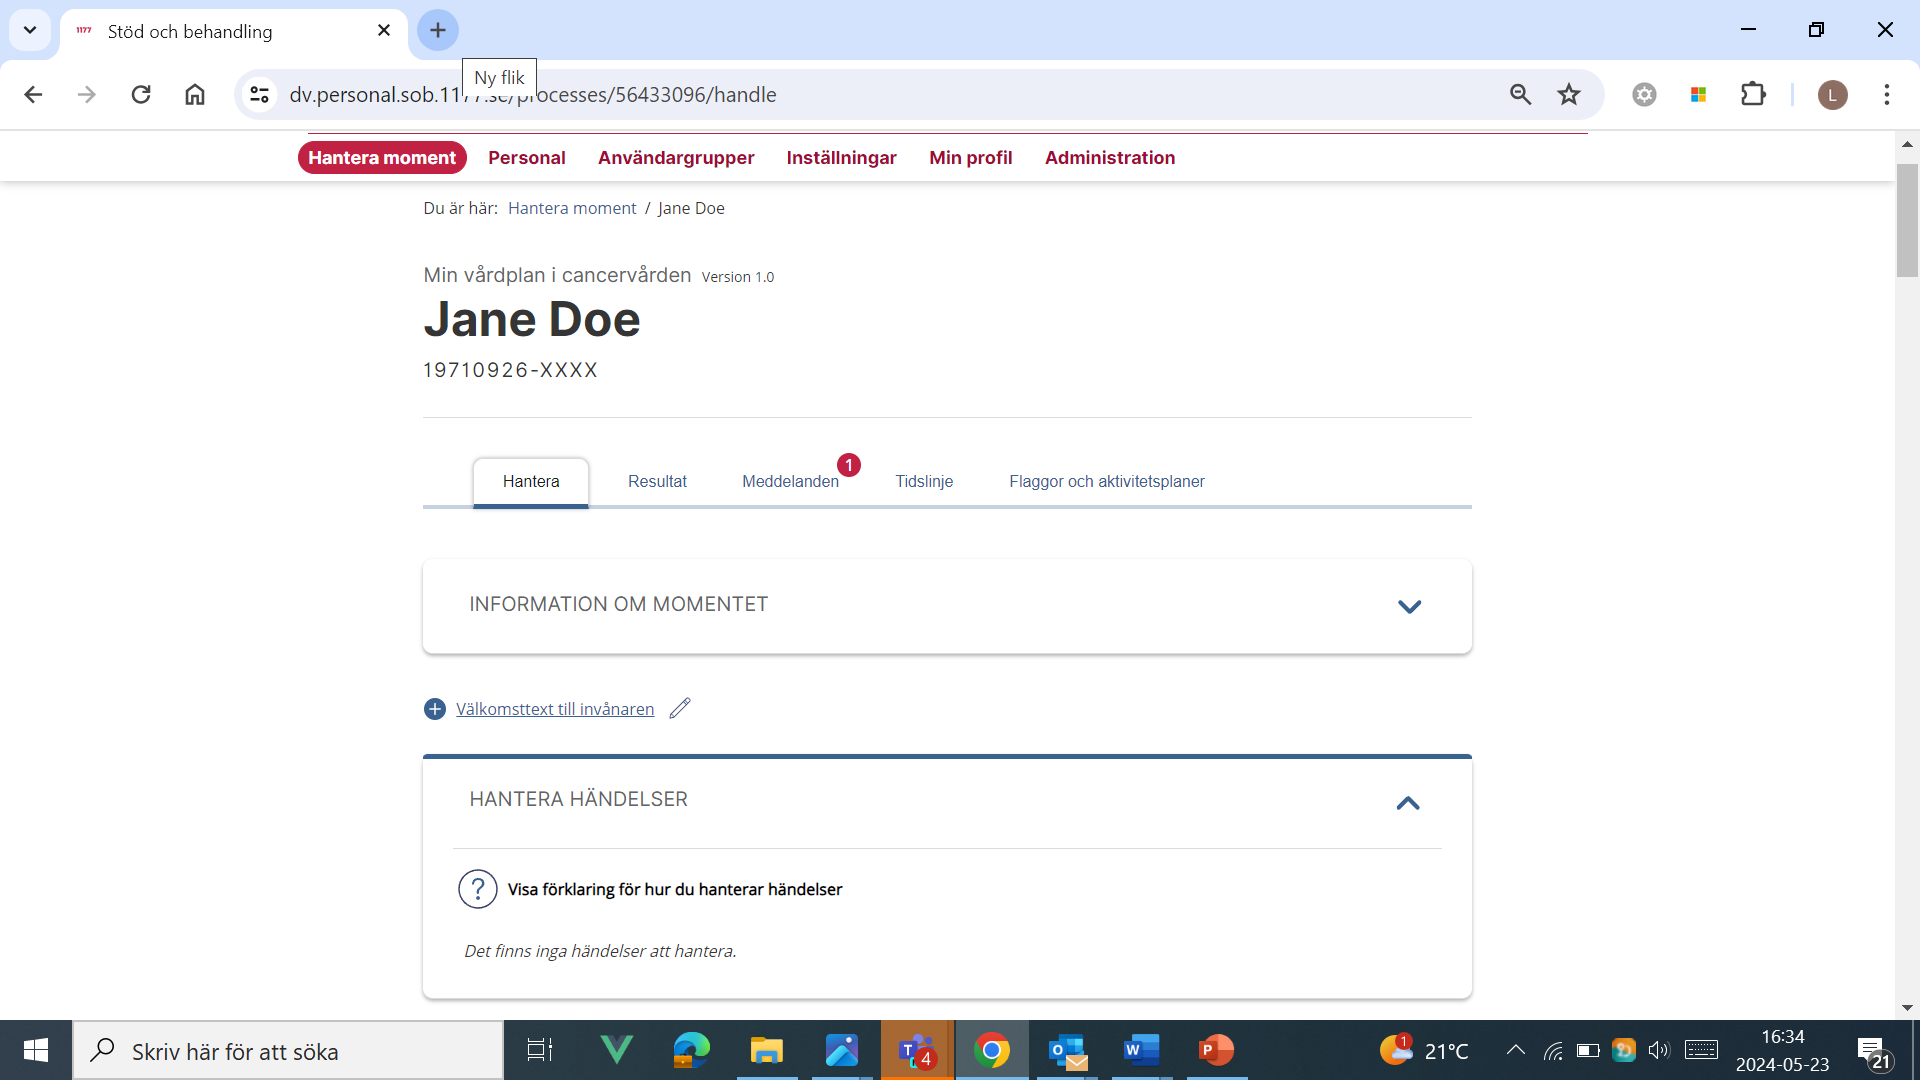 1177 Stöd och behandling
Ny flik
dv.personal.sob.1177.se/processes/56433096/handle
L
Hantera moment Personal Användargrupper Inställningar Min profil Administration
Du är här: Hantera moment / Jane Doe
Min vårdplan i cancervården Version 1.0
Jane Doe
19710926-XXXX
Hantera Resultat Meddelanden 1 Tidslinje Flaggor och aktivitetsplaner
INFORMATION OM MOMENTET
Välkomsttext till invånaren
HANTERA HÄNDELSER
? Visa förklaring för hur du hanterar händelser
Det finns inga händelser att hantera.
Skriv här för att söka
T 4
O
W
P
1
21°C
16:34
2024-05-23
21